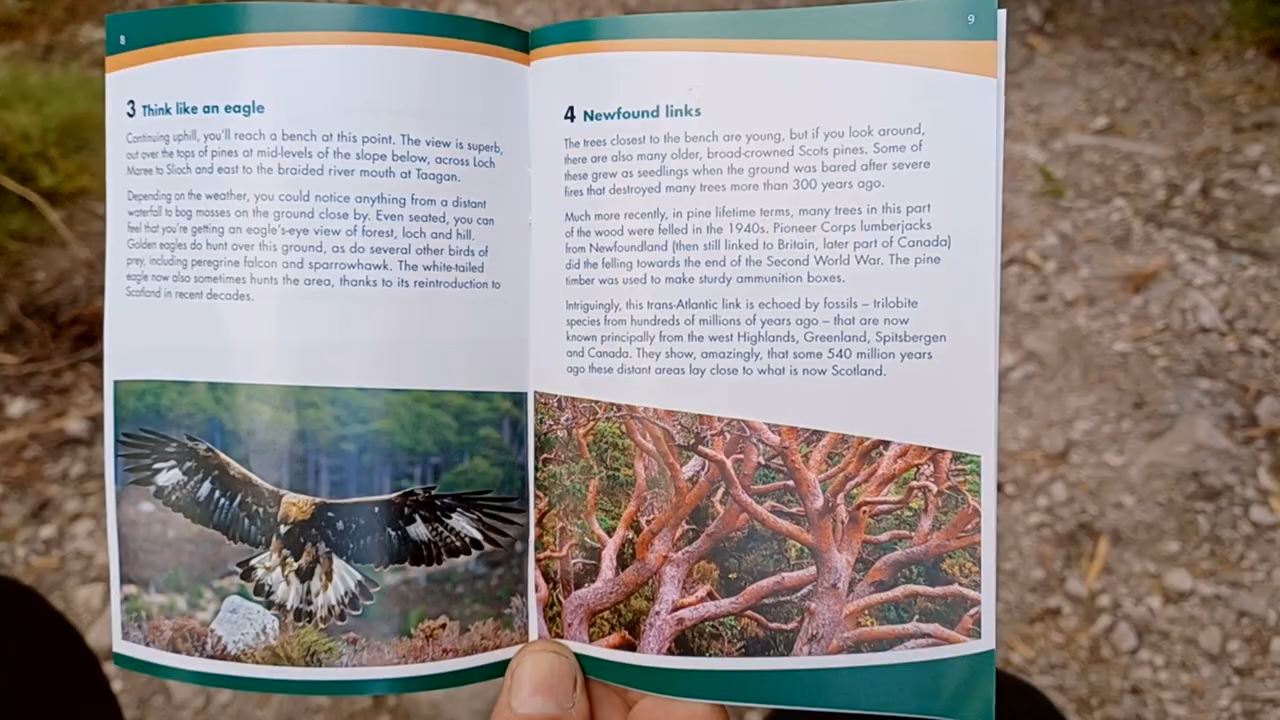 8
3 Think like an eagle
Continuing uphill, you'll reach a bench at this point. The view is superb,
out over the tops of pines at mid-levels of the slope below, across Loch
Maree to Slioch and east to the braided river mouth at Taagan.
Depending on the weather, you could notice anything from a distant
waterfall to bog mosses on the ground close by. Even seated, you can
feel that you're getting an eagle's-eye view of forest, loch and hill.
Golden eagles do hunt over this ground, as do several other birds of
prey, including peregrine falcon and sparrowhawk. The white-tailed
eagle now also sometimes hunts the area, thanks to its reintroduction to
Scotland in recent decades.
9
4 Newfound links
The trees closest to the bench are young, but if you look around,
there are also many older, broad-crowned Scots pines. Some of
these grew as seedlings when the ground was bared after severe
fires that destroyed many trees more than 300 years ago.
Much more recently, in pine lifetime terms, many trees in this part
of the wood were felled in the 1940s. Pioneer Corps lumberjacks
from Newfoundland (then still linked to Britain, later part of Canada)
did the felling towards the end of the Second World War. The pine
timber was used to make sturdy ammunition boxes.
Intriguingly, this trans-Atlantic link is echoed by fossils – trilobite
species from hundreds of millions of years ago – that are now
known principally from the west Highlands, Greenland, Spitsbergen
and Canada. They show, amazingly, that some 540 million years
ago these distant areas lay close to what is now Scotland.